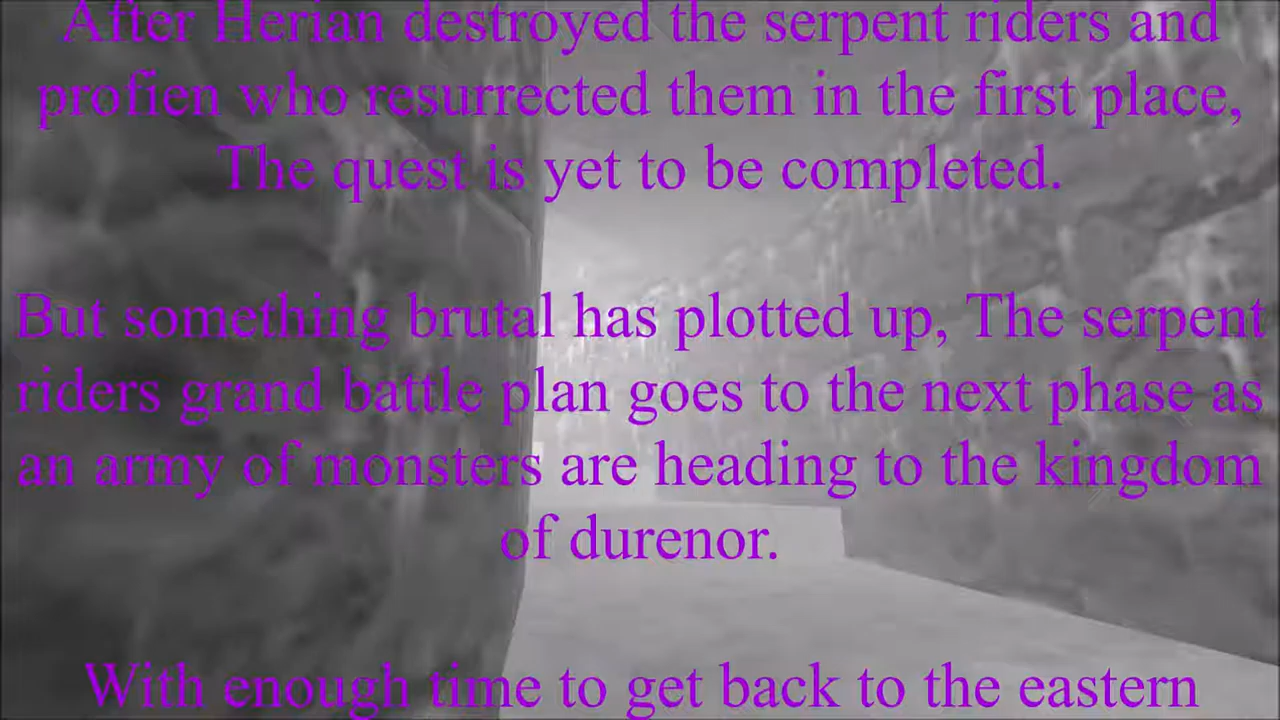 After Herian destroyed the serpent riders and
profien who resurrected them in the first place,
The quest is yet to be completed.
But something brutal has plotted up, The serpent
riders grand battle plan goes to the next phase as
an army of monsters are heading to the kingdom
of durenor.
With enough time to get back to the eastern